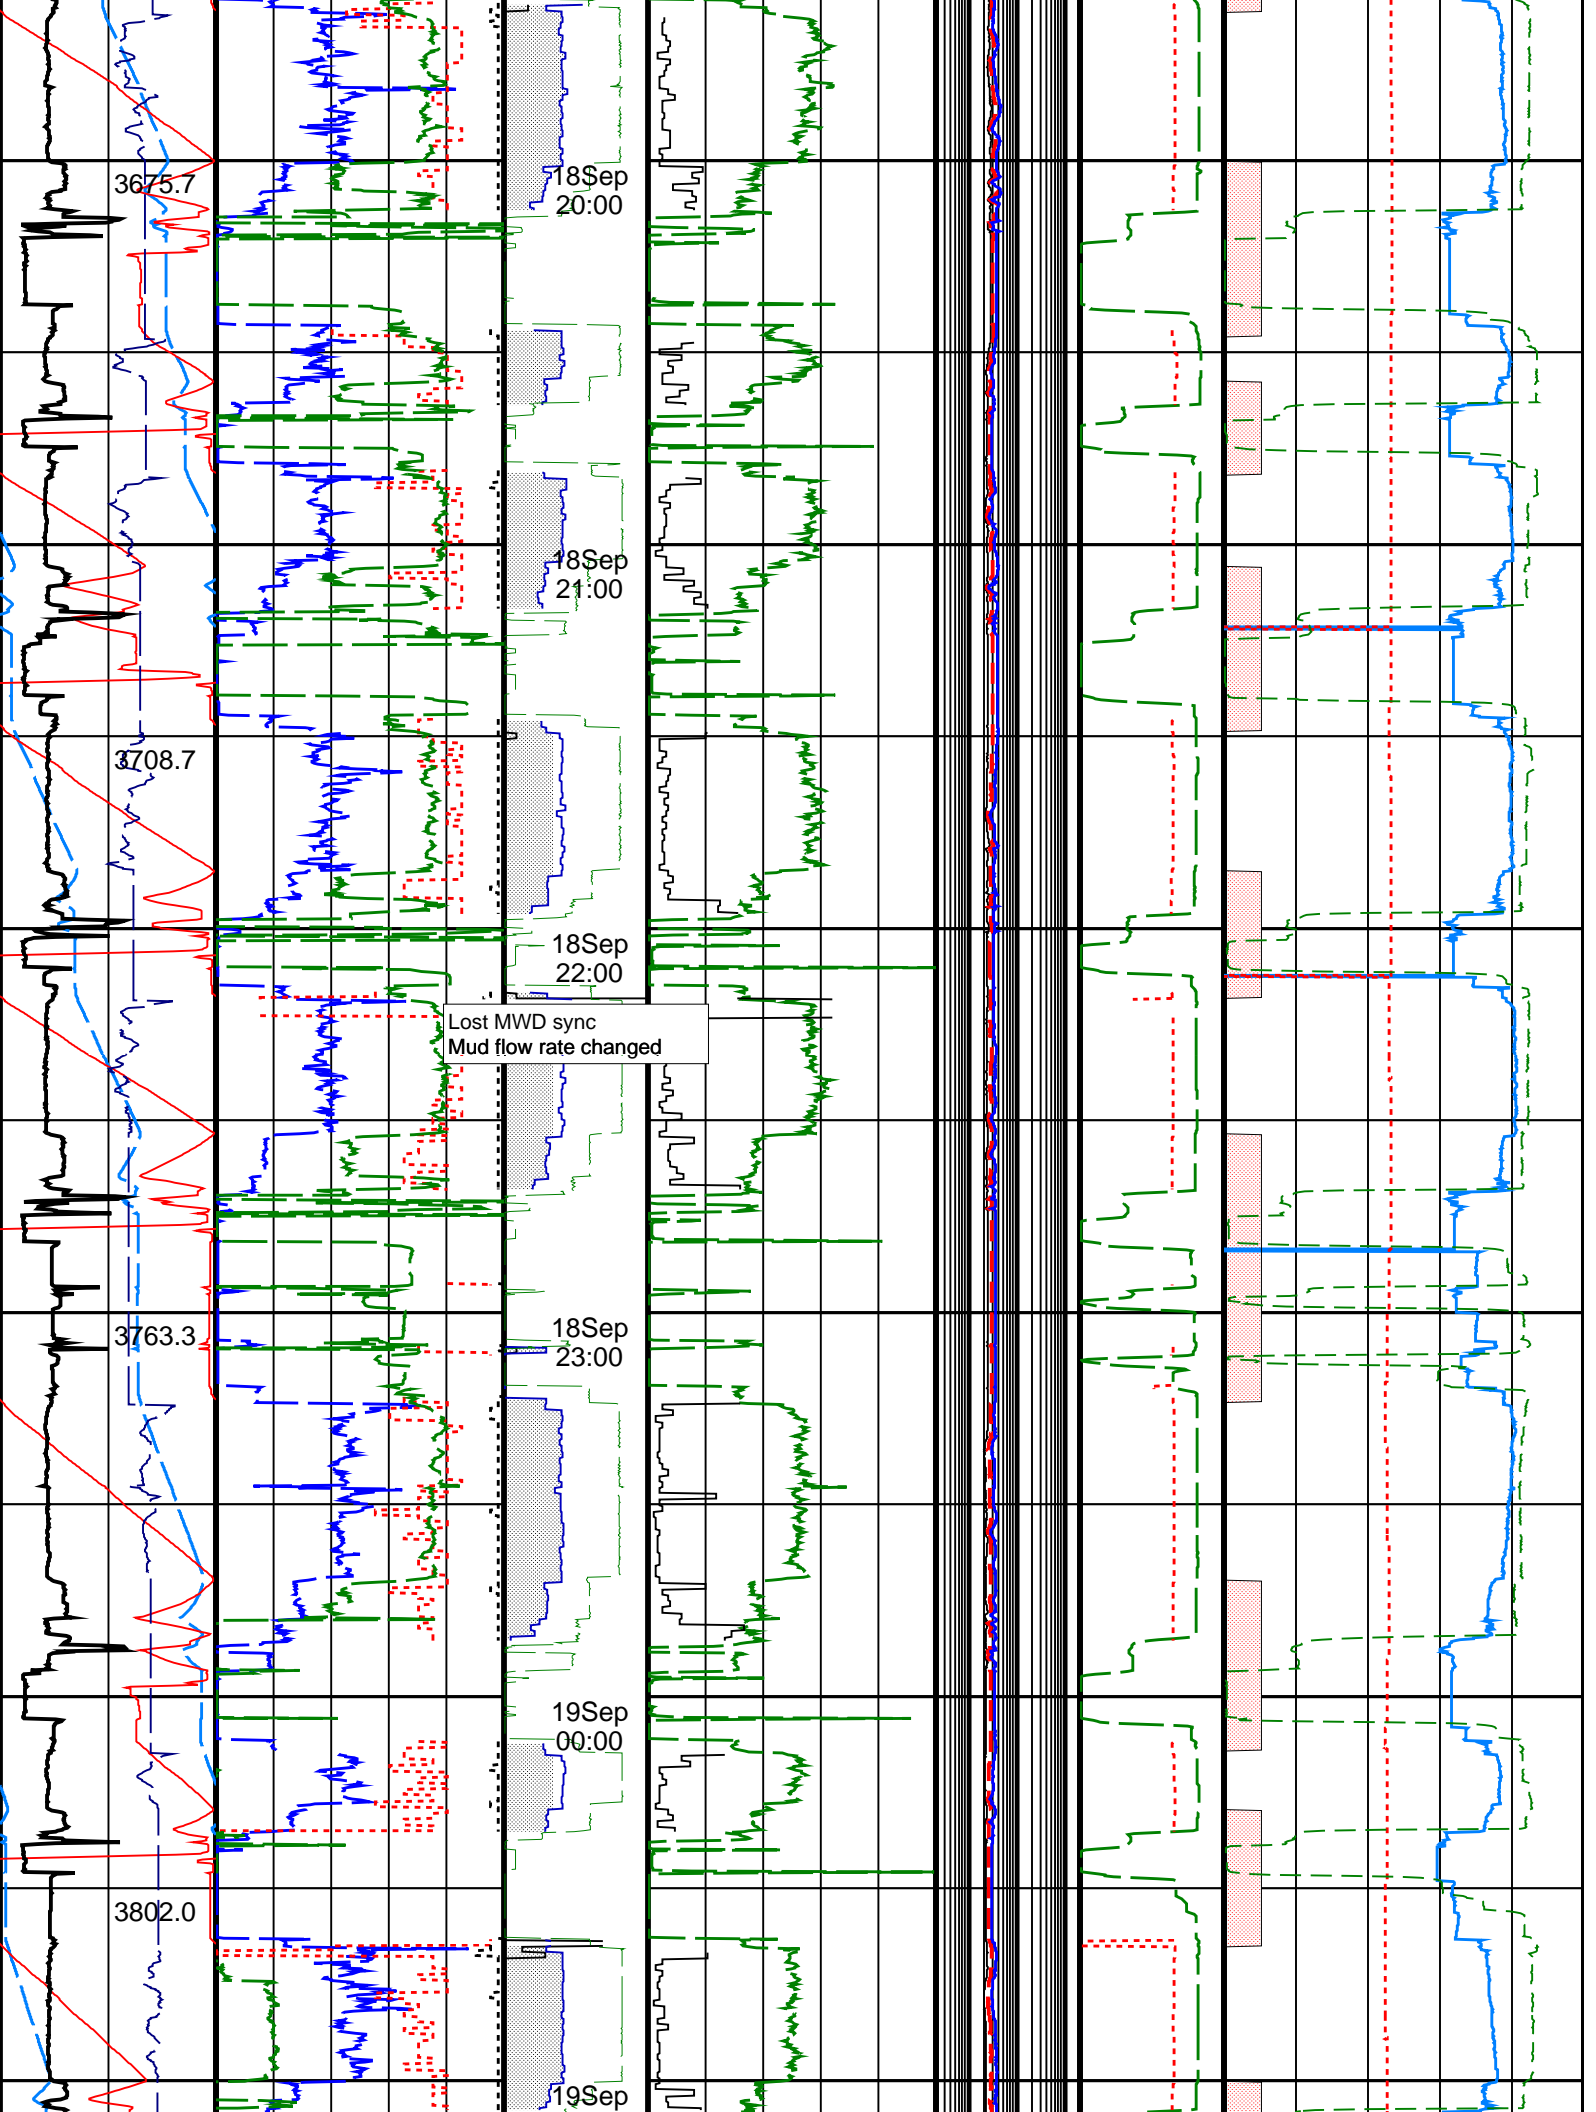 3675.7
18Sep
20:00
18Sep
21:00
3708.7
18Sep
22:00
Lost MWD sync
Mud flow rate changed
3763.3
18Sep
23:00
19Sep
00:00
3802.0
19Sep